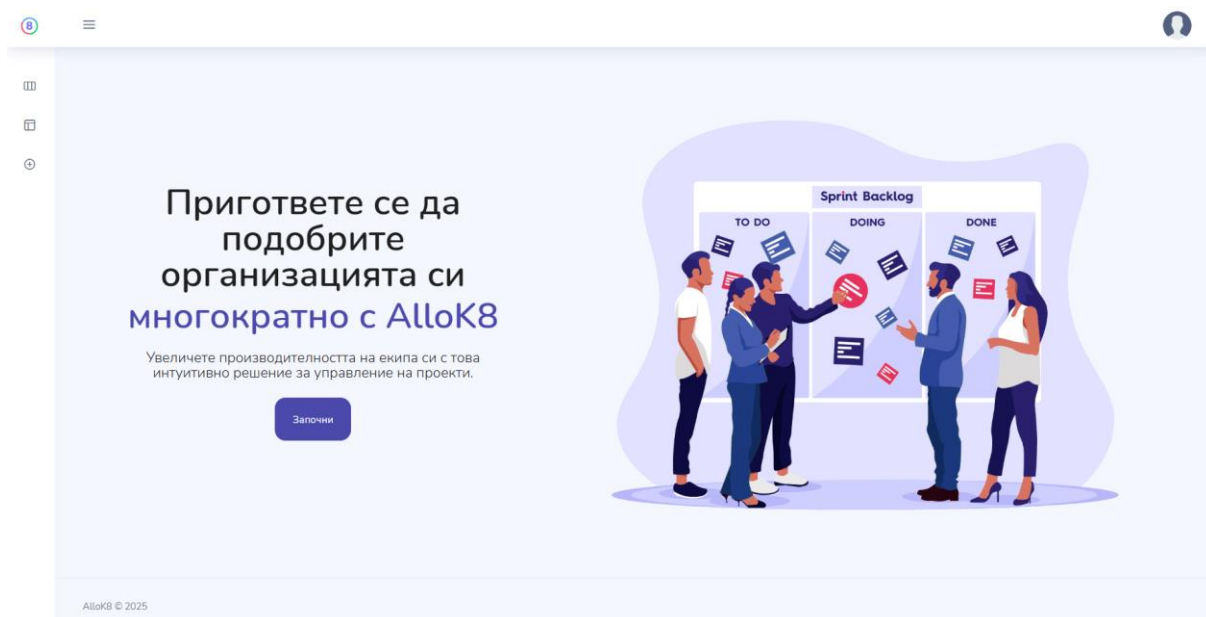 8
Пригответе се да
подобрите
организацията си
многократно с AlloK8
Увеличете производителността на екипа си с това
интуитивно решение за управление на проекти.
Започни
Sprint Backlog
TO DO
DOING
DONE
AlloK8 © 2025